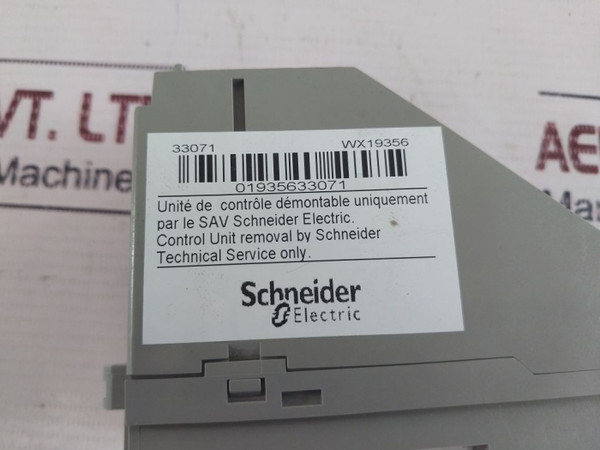 VT. LT
Machine
AE
Ma
33071 WX19356
01935633071
Unité de contrôle démontable uniquement
par le SAV Schneider Electric.
Control Unit removal by Schneider
Technical Service only.
Schneider
Electric